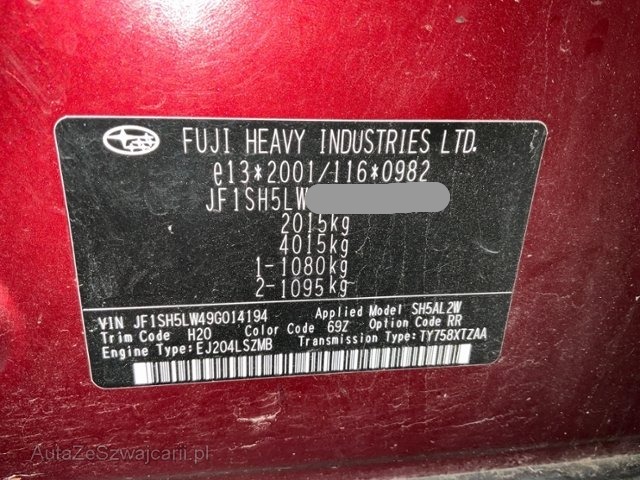 FUJI HEAVY INDUSTRIES LTD.
e13*2001/116*0982
JF1SH5LW
2015kg
4015kg
1-1080kg
2-1095kg
VIN JF1SH5LW49G014194 Applied Model SH5AL2W
Trim Code H20 Color Code 69Z Option Code RR
Engine Type:EJ204LSZMB Transmission Type:TY758XTZAA
AutaZeSzwajcarii.pl